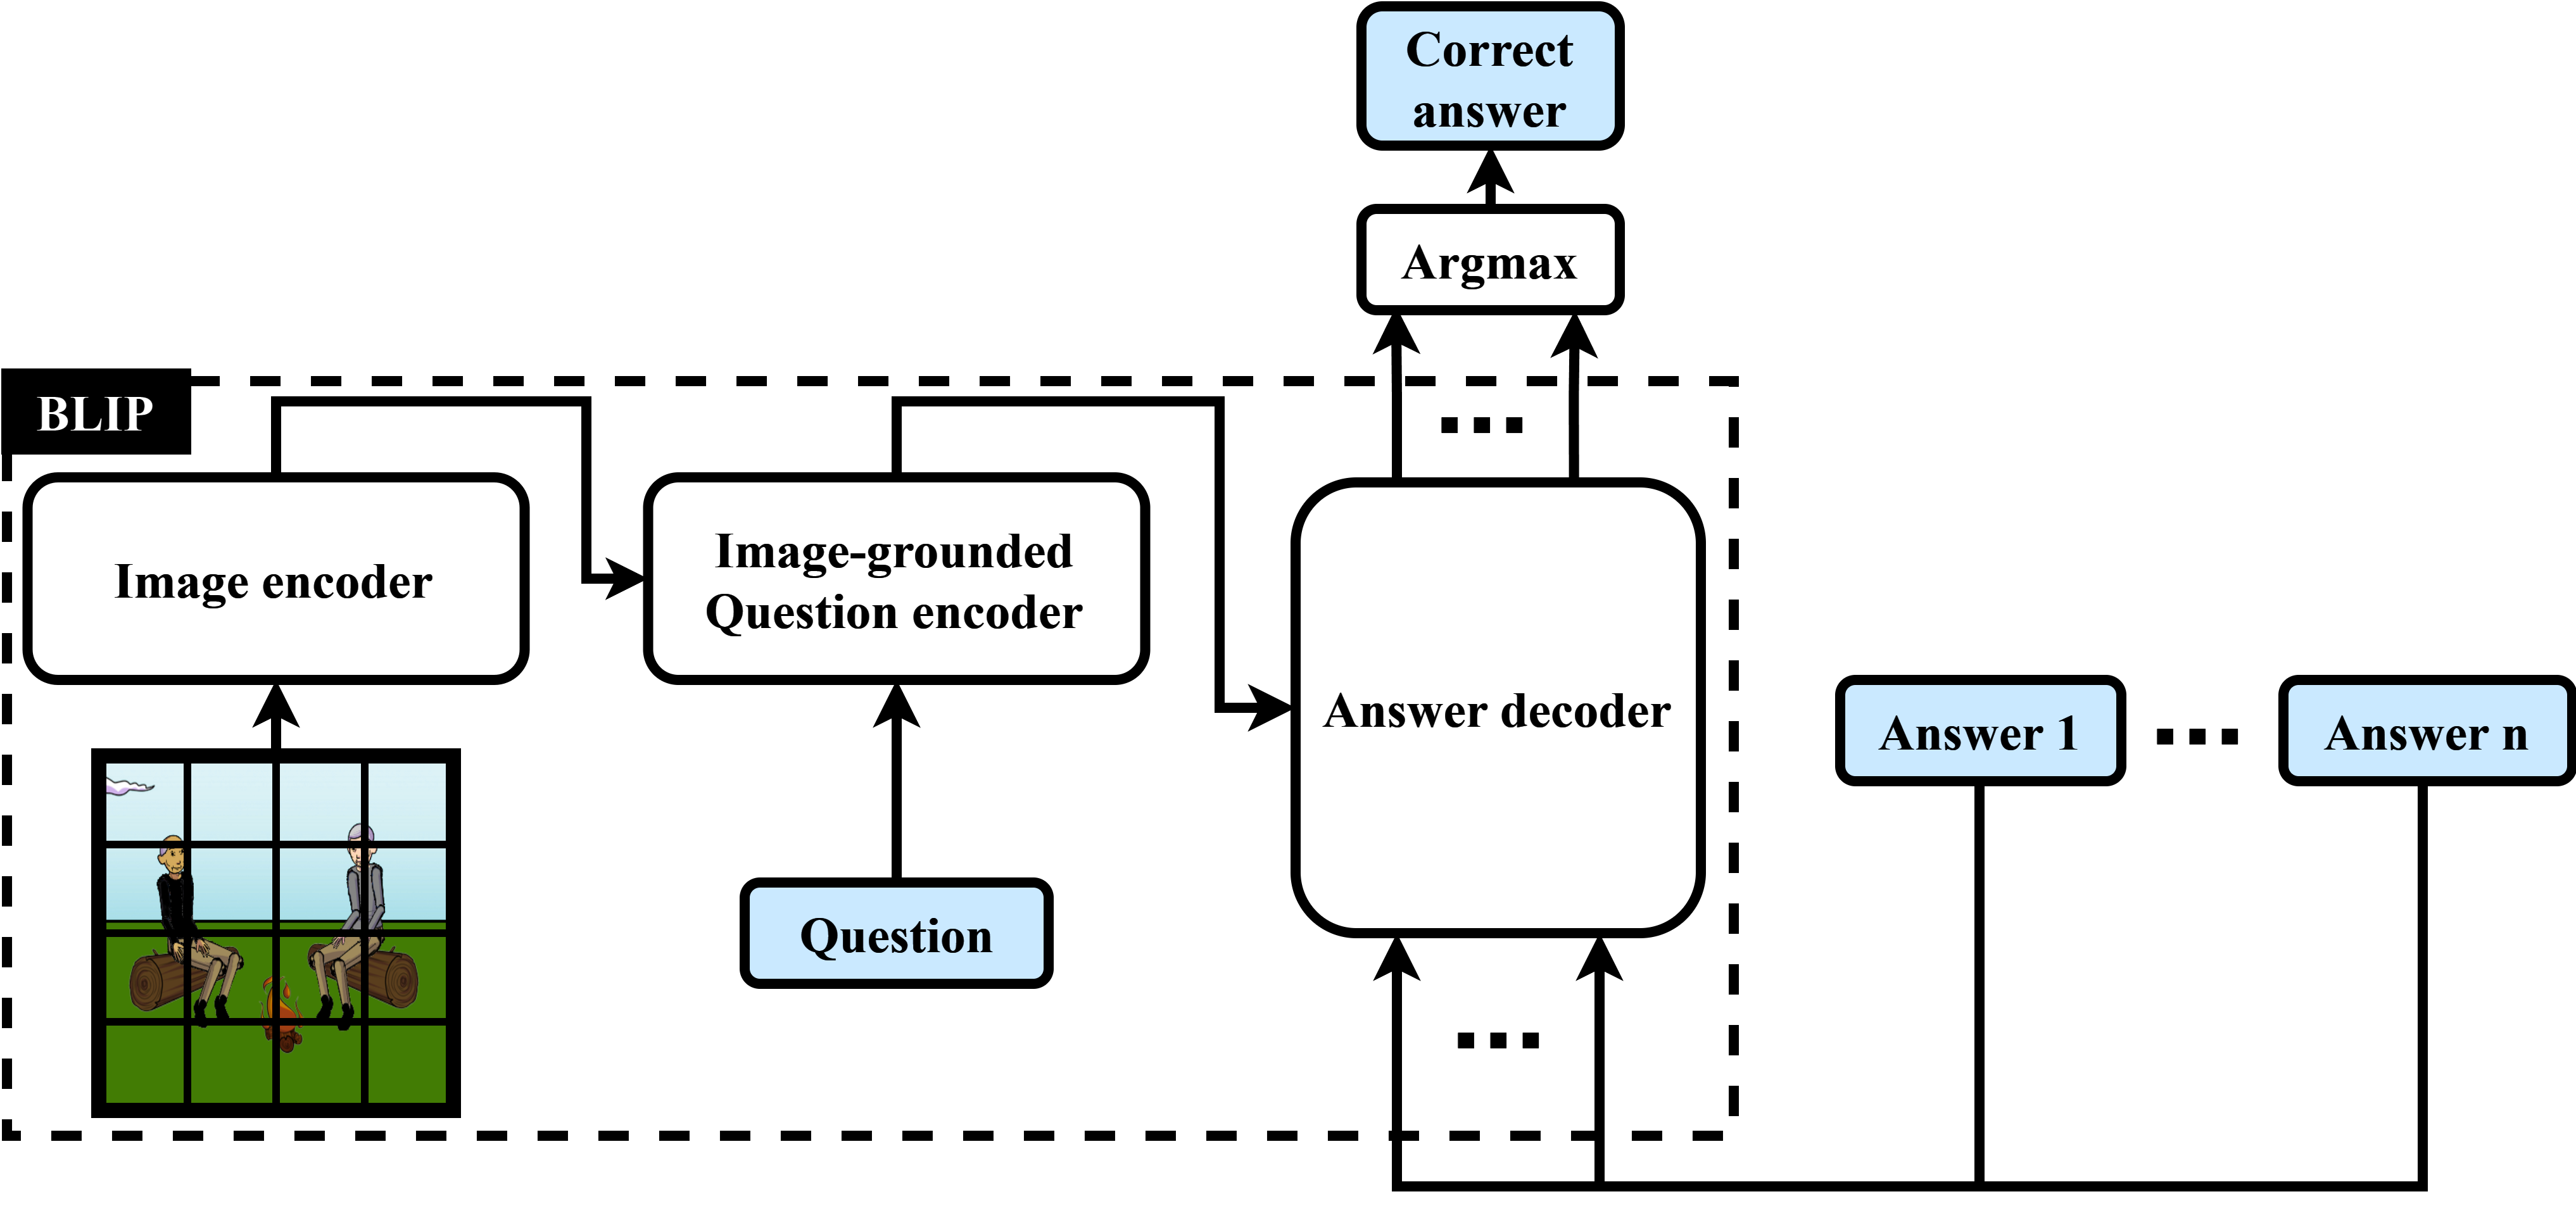 Correct
answer
Argmax
BLIP
Image encoder
Image-grounded
Question encoder
Answer decoder
Answer 1
Answer n
Question